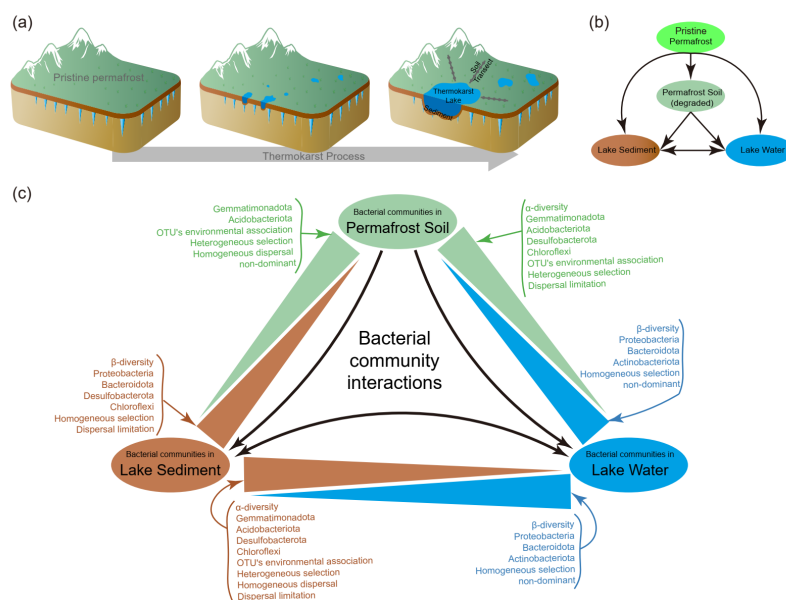 (a)
Pristine permafrost
Soil
Transect
Thermokarst
Lake
Sediment
Thermokarst Process
(b)
Pristine
Permafrost
Permafrost Soil
(degraded)
Lake Sediment
Lake Water
(c)
Gemmatimonadota
Acidobacteriota
OTU's environmental association
Heterogeneous selection
Homogeneous dispersal
non-dominant
Bacterial communities in
Permafrost Soil
α-diversity
Gemmatimonadota
Acidobacteriota
Desulfobacterota
Chloroflexi
OTU's environmental association
Heterogeneous selection
Dispersal limitation
Bacterial
community
interactions
β-diversity
Proteobacteria
Bacteroidota
Actinobacteriota
Homogeneous selection
non-dominant
β-diversity
Proteobacteria
Bacteroidota
Desulfobacterota
Chloroflexi
Homogeneous selection
Dispersal limitation
Bacterial communities in
Lake Sediment
Bacterial communities in
Lake Water
α-diversity
Gemmatimonadota
Acidobacteriota
Desulfobacterota
Chloroflexi
OTU's environmental association
Heterogeneous selection
Homogeneous dispersal
Dispersal limitation
β-diversity
Proteobacteria
Bacteroidota
Actinobacteriota
Homogeneous selection
non-dominant